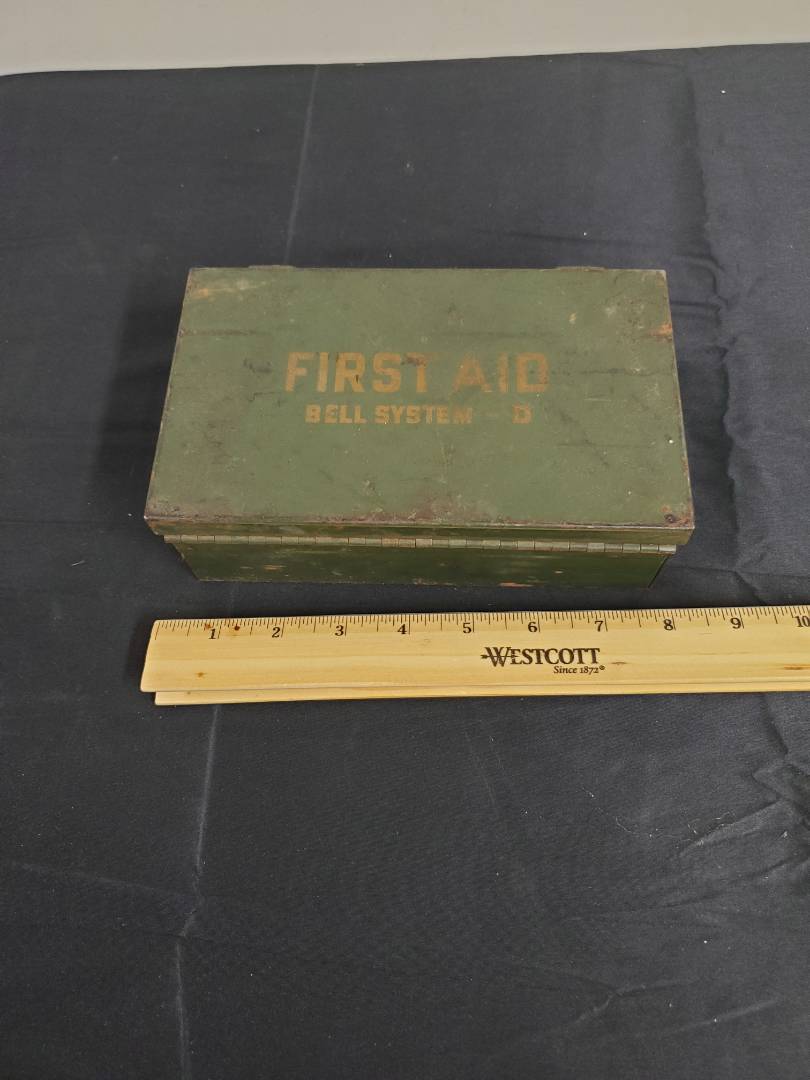 FIRST AID
BELL SYSTEM - D
1 2 3 4 5 6 7 8 9 10
WESTCOTT
Since 1872®